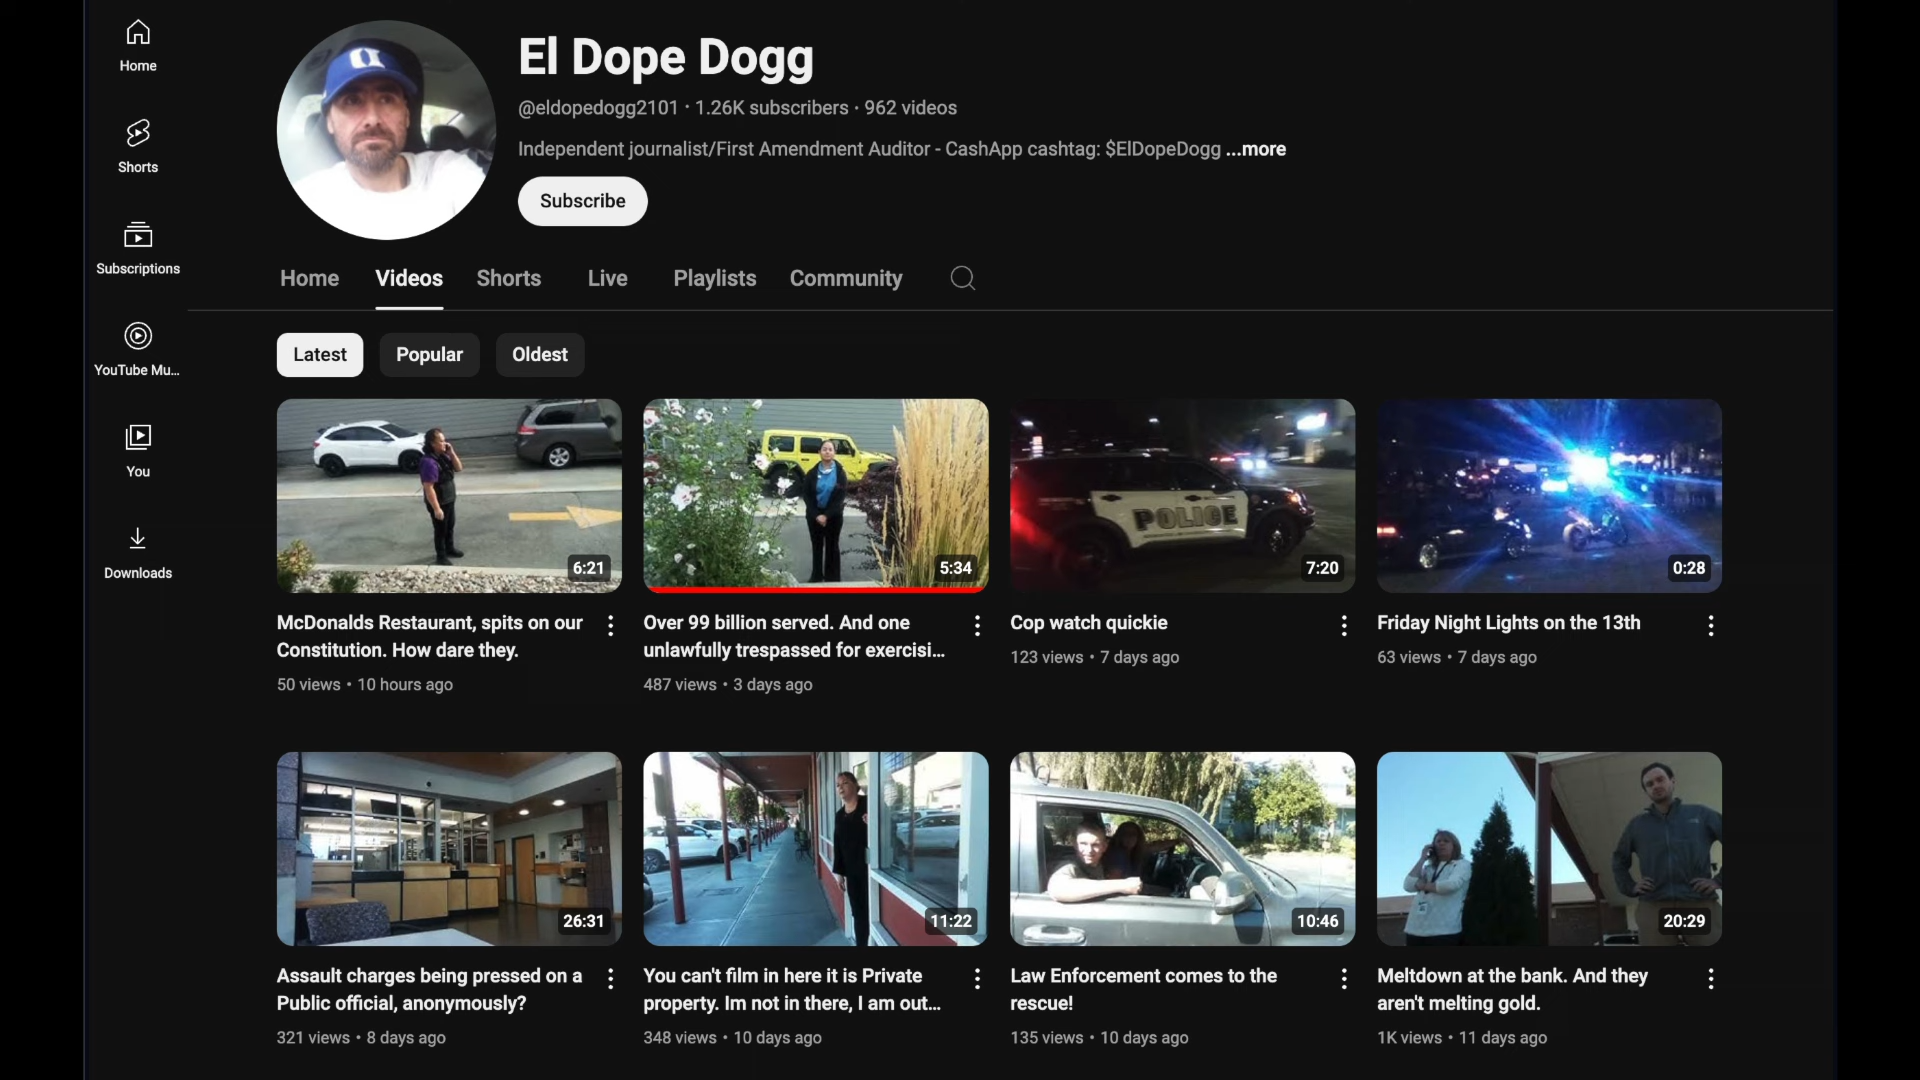 Home
Shorts
Subscriptions
YouTube Mu...
You
Downloads
El Dope Dogg
@eldopedogg2101 · 1.26K subscribers · 962 videos
Independent journalist/First Amendment Auditor - CashApp cashtag: $ElDopeDogg ...more
Subscribe
Home Videos Shorts Live Playlists Community
Latest Popular Oldest
6:21
McDonalds Restaurant, spits on our
Constitution. How dare they.
50 views • 10 hours ago
5:34
Over 99 billion served. And one
unlawfully trespassed for exercisi...
487 views • 3 days ago
POLICE
7:20
Cop watch quickie
123 views • 7 days ago
0:28
Friday Night Lights on the 13th
63 views • 7 days ago
26:31
Assault charges being pressed on a
Public official, anonymously?
321 views • 8 days ago
11:22
You can't film in here it is Private
property. Im not in there, I am out...
348 views • 10 days ago
10:46
Law Enforcement comes to the
rescue!
135 views • 10 days ago
20:29
Meltdown at the bank. And they
aren't melting gold.
1K views • 11 days ago